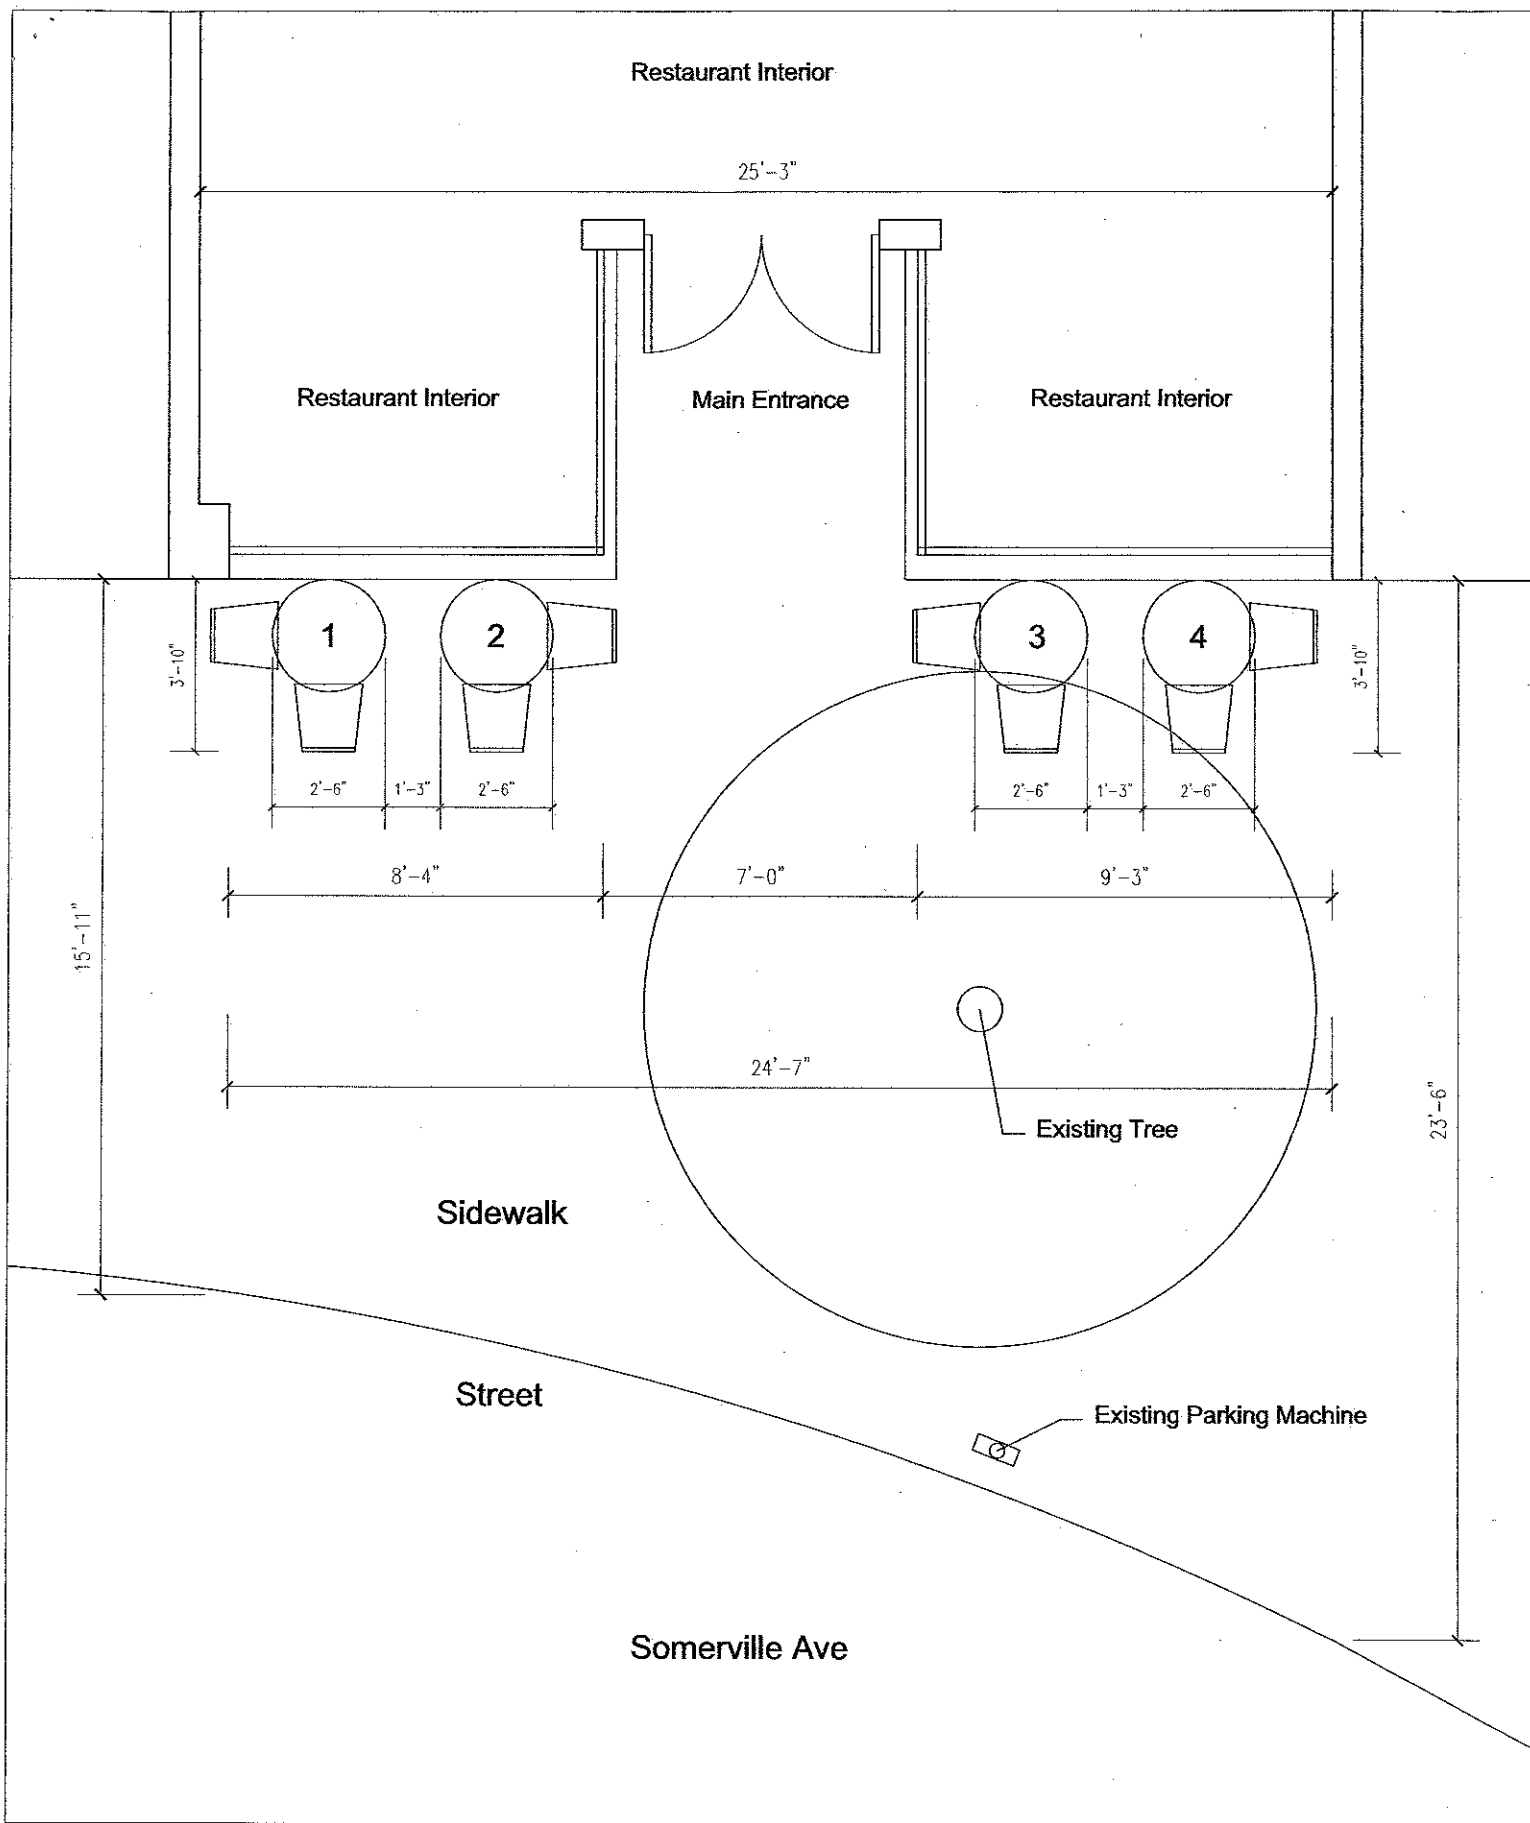 Restaurant Interior
25'-3"
Restaurant Interior
Main Entrance
Restaurant Interior
1
2
3
4
3'-10"
3'-10"
2'-6"
1'-3"
2'-6"
2'-6"
1'-3"
2'-6"
8'-4"
7'-0"
9'-3"
15'-11"
24'-7"
23'-6"
Existing Tree
Sidewalk
Street
Existing Parking Machine
Somerville Ave